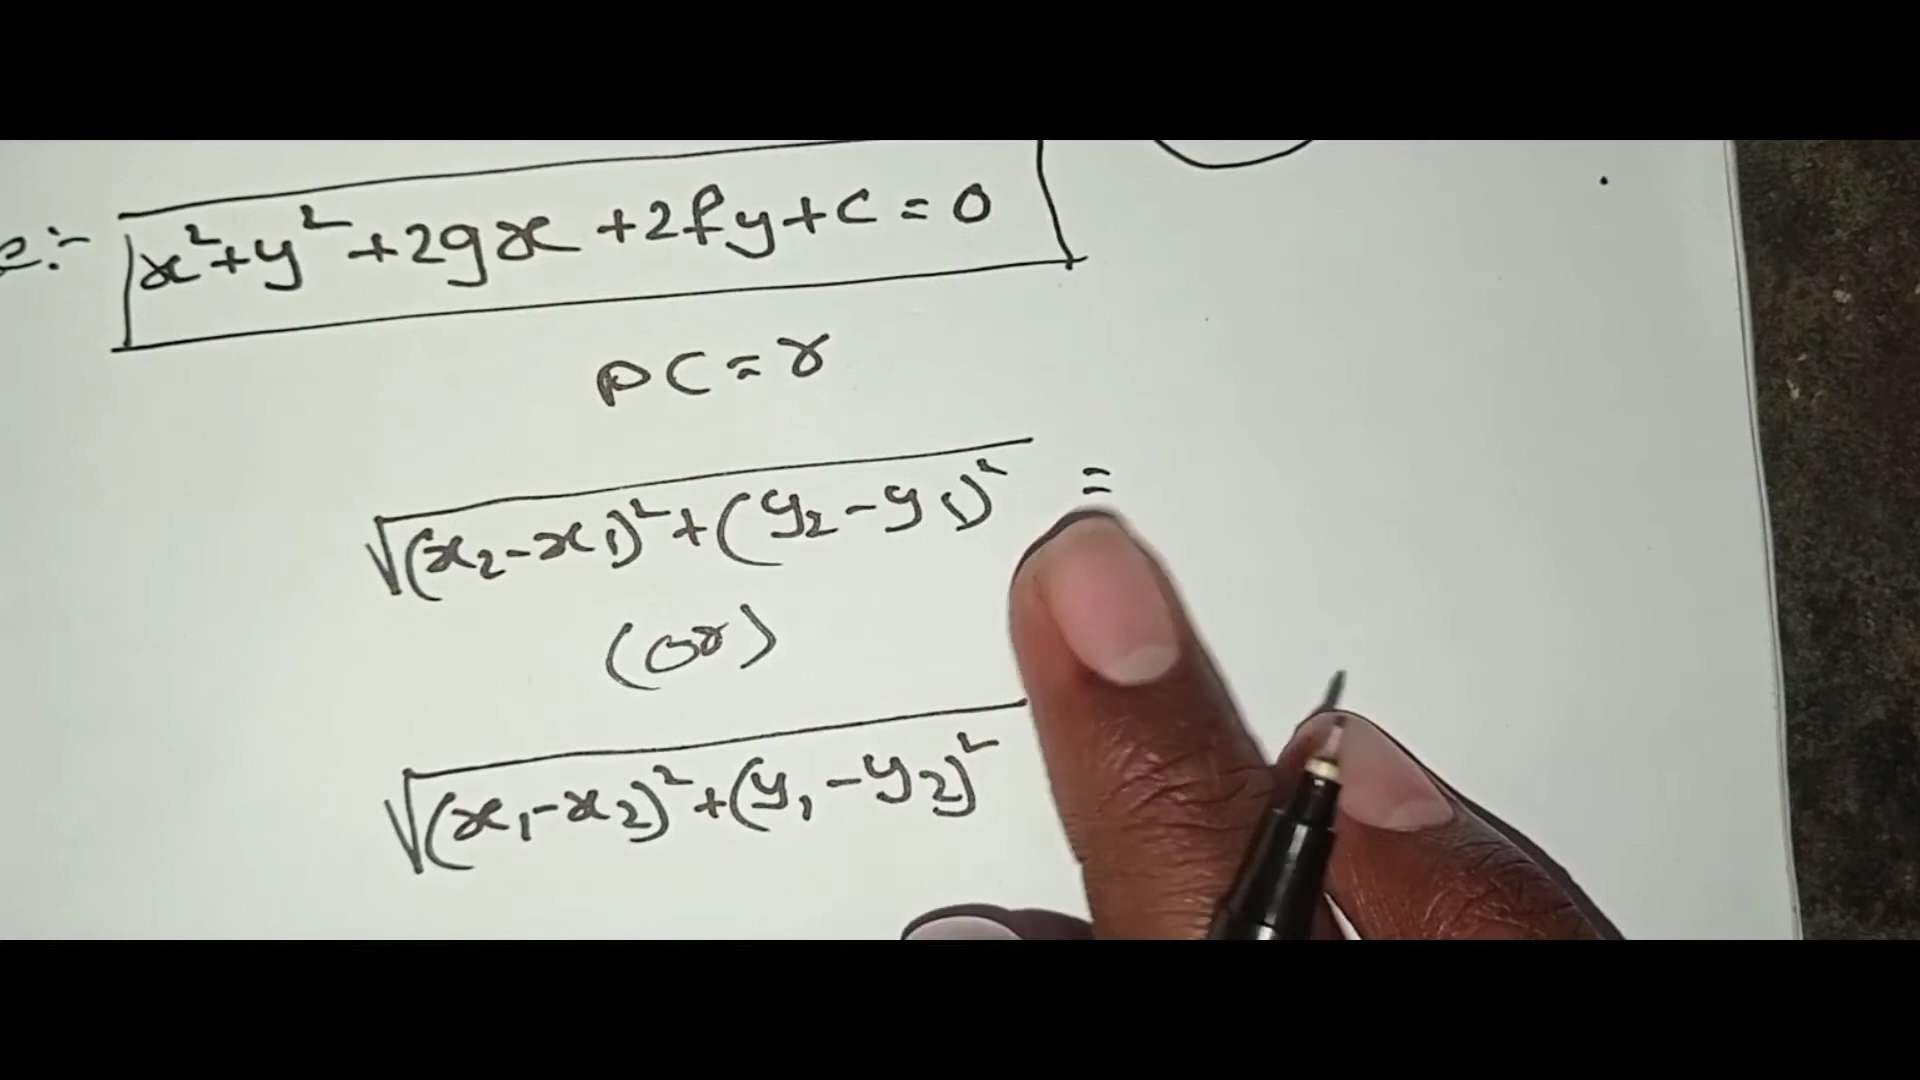 e:- x²+y²+2gx+2fy+c=0
PC=r
√(x₂-x₁)²+(y₂-y₁)² =
(or)
√(x₁-x₂)²+(y₁-y₂)²